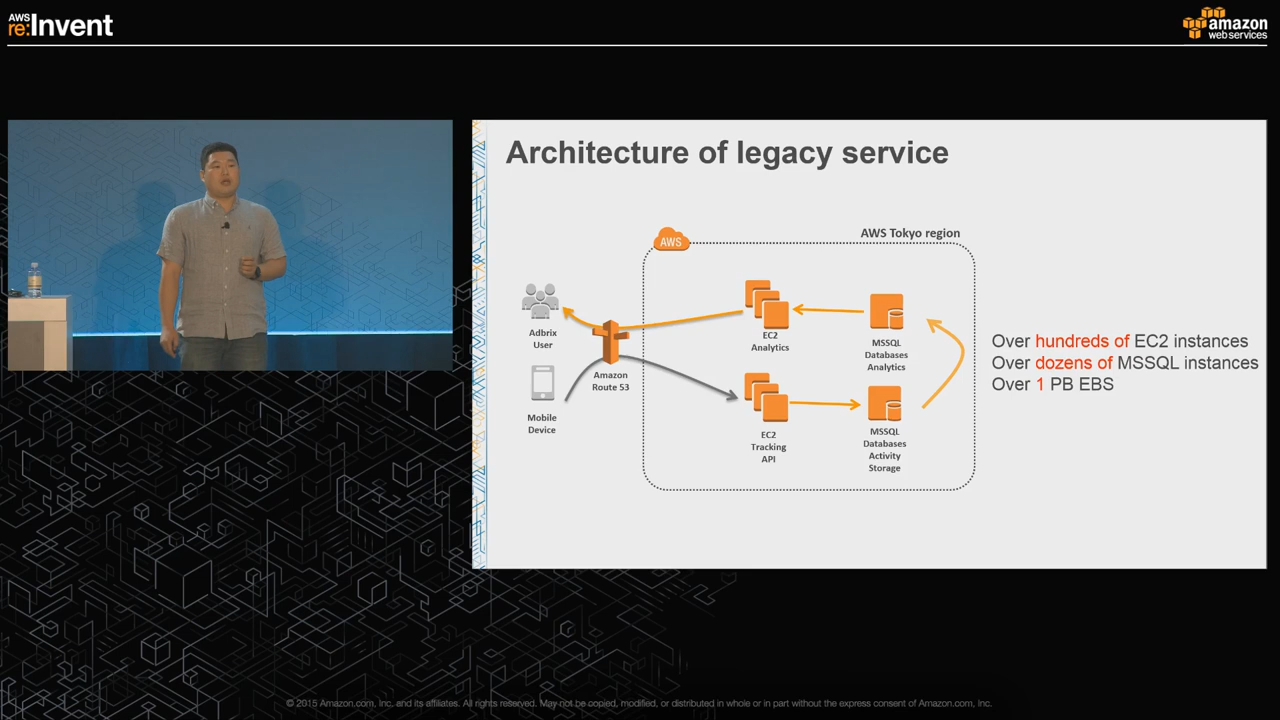 AWS
re:Invent
amazon
web services
Architecture of legacy service
AWS
AWS Tokyo region
Adbrix
User
Mobile
Device
Amazon
Route 53
EC2
Analytics
MSSQL
Databases
Analytics
EC2
Tracking
API
MSSQL
Databases
Activity
Storage
Over hundreds of EC2 instances
Over dozens of MSSQL instances
Over 1 PB EBS
© 2015 Amazon.com, Inc. and its affiliates. All rights reserved. May not be copied, modified, or distributed in whole or in part without the express consent of Amazon.com, Inc.